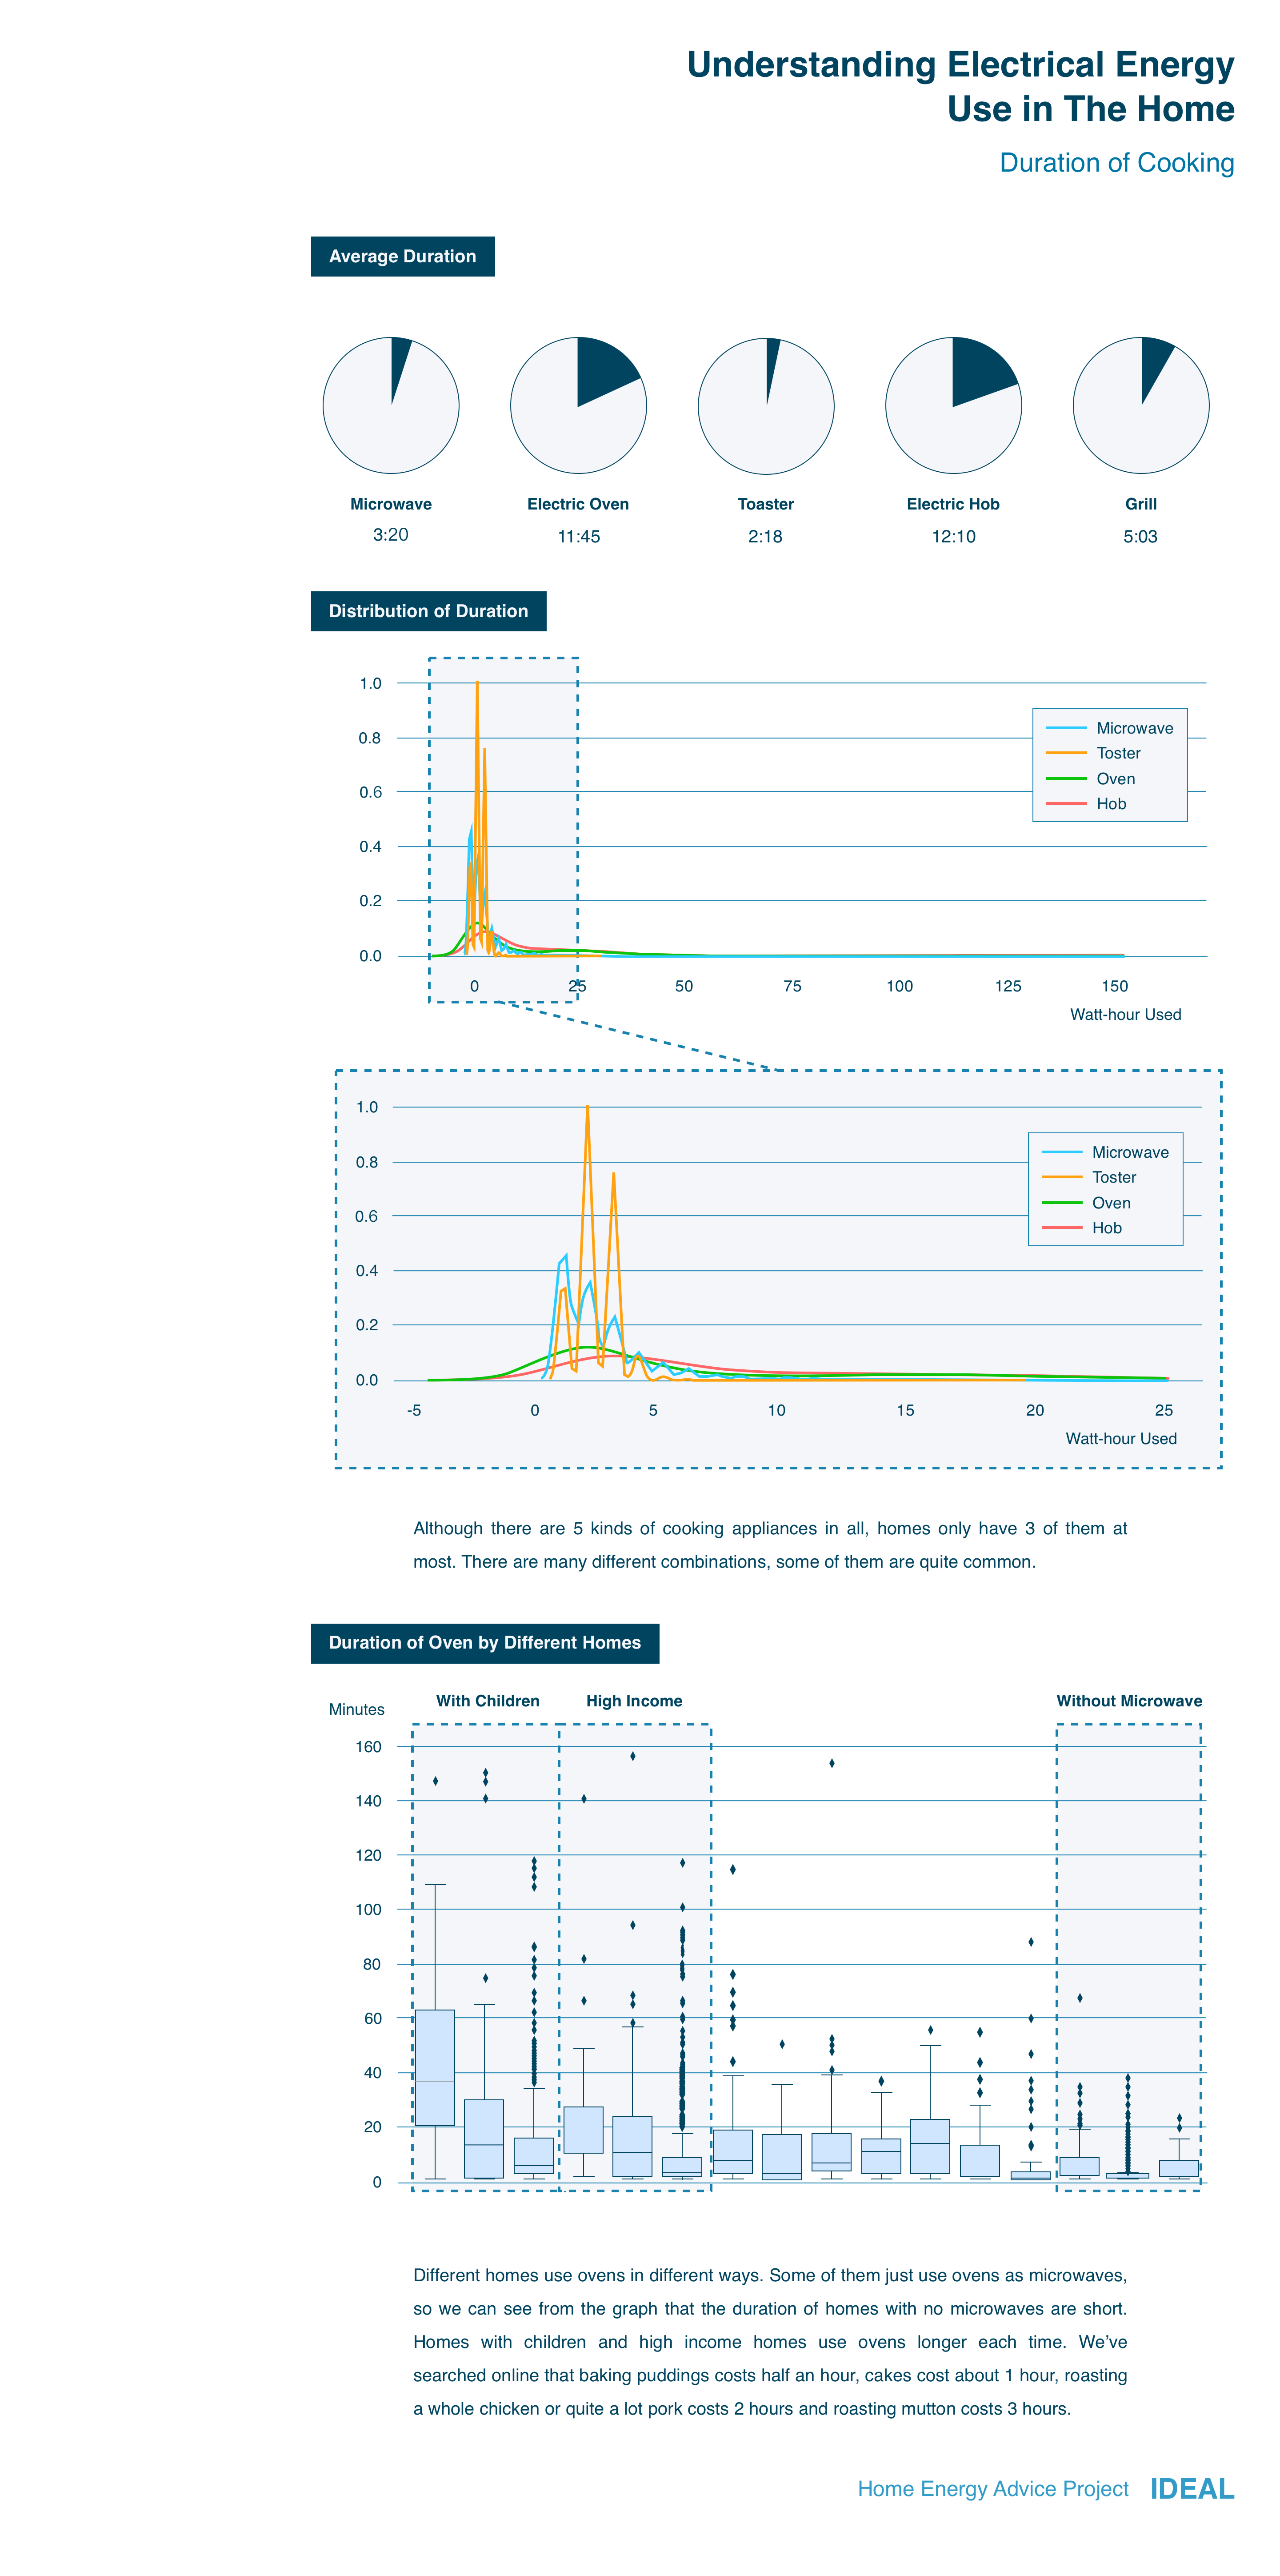 Understanding Electrical Energy
Use in The Home
Duration of Cooking
Average Duration
Microwave
Electric Oven
Toaster
Electric Hob
Grill
3:20
11:45
2:18
12:10
5:03
Distribution of Duration
1.0
0.8
0.6
0.4
0.2
0.0
Microwave
Toster
Oven
Hob
0
25
50
75
100
125
150
Watt-hour Used
1.0
0.8
0.6
0.4
0.2
0.0
Microwave
Toster
Oven
Hob
-5
0
5
10
15
20
25
Watt-hour Used
Although there are 5 kinds of cooking appliances in all, homes only have 3 of them at
most. There are many different combinations, some of them are quite common.
Duration of Oven by Different Homes
Minutes
With Children
High Income
Without Microwave
160
140
120
100
80
60
40
20
0
Different homes use ovens in different ways. Some of them just use ovens as microwaves,
so we can see from the graph that the duration of homes with no microwaves are short.
Homes with children and high income homes use ovens longer each time. We’ve
searched online that baking puddings costs half an hour, cakes cost about 1 hour, roasting
a whole chicken or quite a lot pork costs 2 hours and roasting mutton costs 3 hours.
Home Energy Advice Project IDEAL